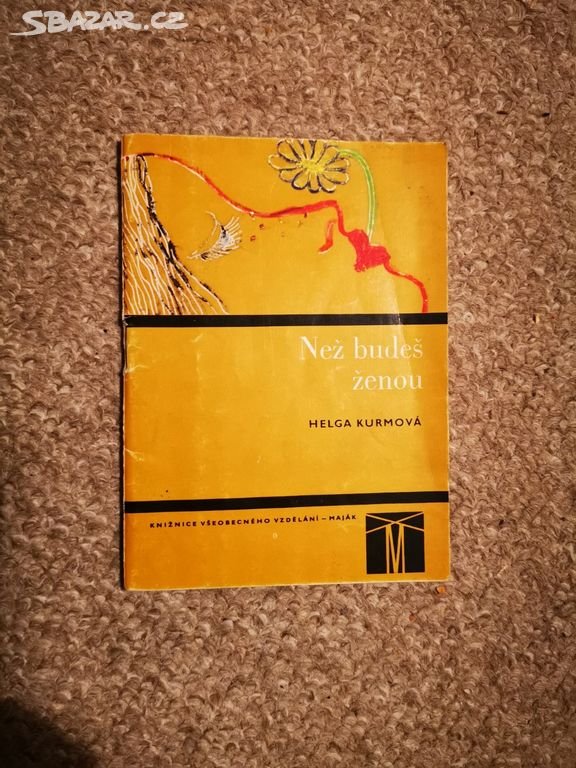 SBAZAR.CZ
Než budeš
ženou
HELGA KURMOVÁ
KNIŽNICE VŠEOBECNÉHO VZDĚLÁNÍ – MAJÁK
M